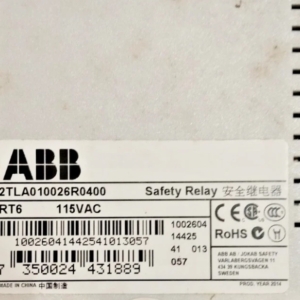 ABB
2TLA010026R0400
Safety Relay 安全继电器
RT6 115VAC
10026041442541013057
1002604
14425
41 013
057
7 350024 431889
MADE IN CHINA 中国制造
ABB AB / JOKAB SAFETY
VARLABERGSVÄGEN 11
434 39 KUNGSBACKA
SWEDEN
PROD. YEAR 2014